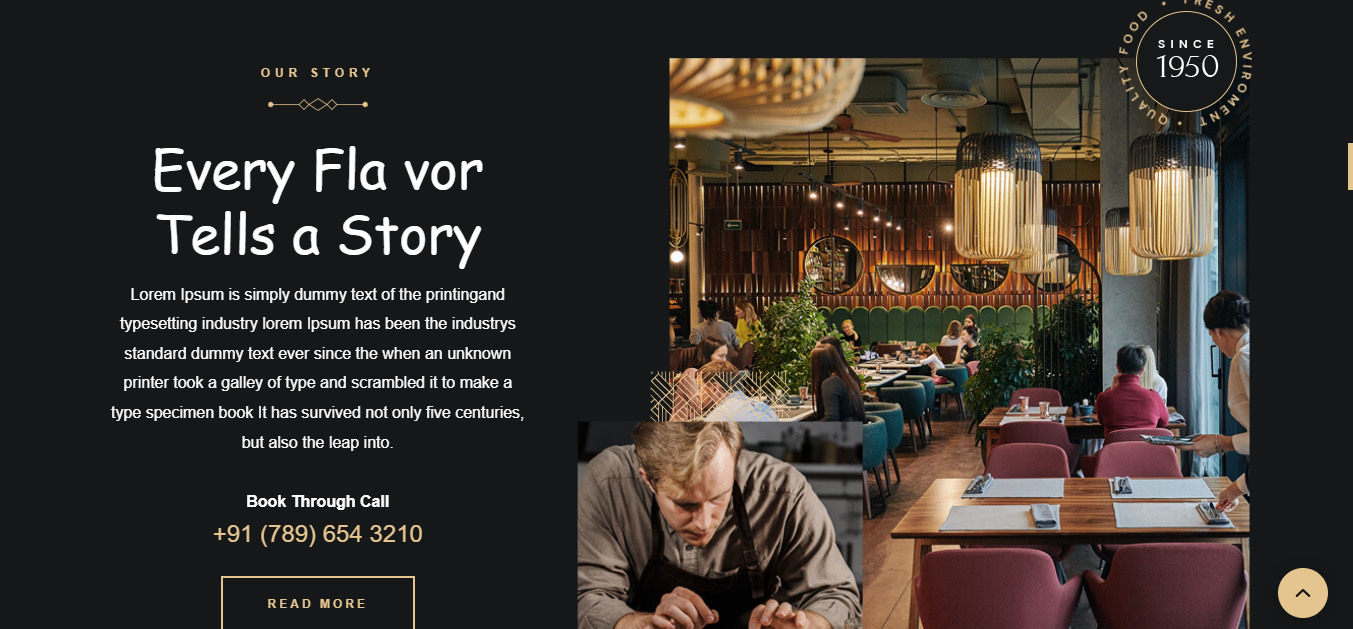 OUR STORY
Every Fla vor
Tells a Story
Lorem Ipsum is simply dummy text of the printingand
typesetting industry lorem Ipsum has been the industrys
standard dummy text ever since the when an unknown
printer took a galley of type and scrambled it to make a
type specimen book It has survived not only five centuries,
but also the leap into.
Book Through Call
+91 (789) 654 3210
READ MORE
QUALITY FOOD • FRESH ENVIROMENT •
SINCE
1950